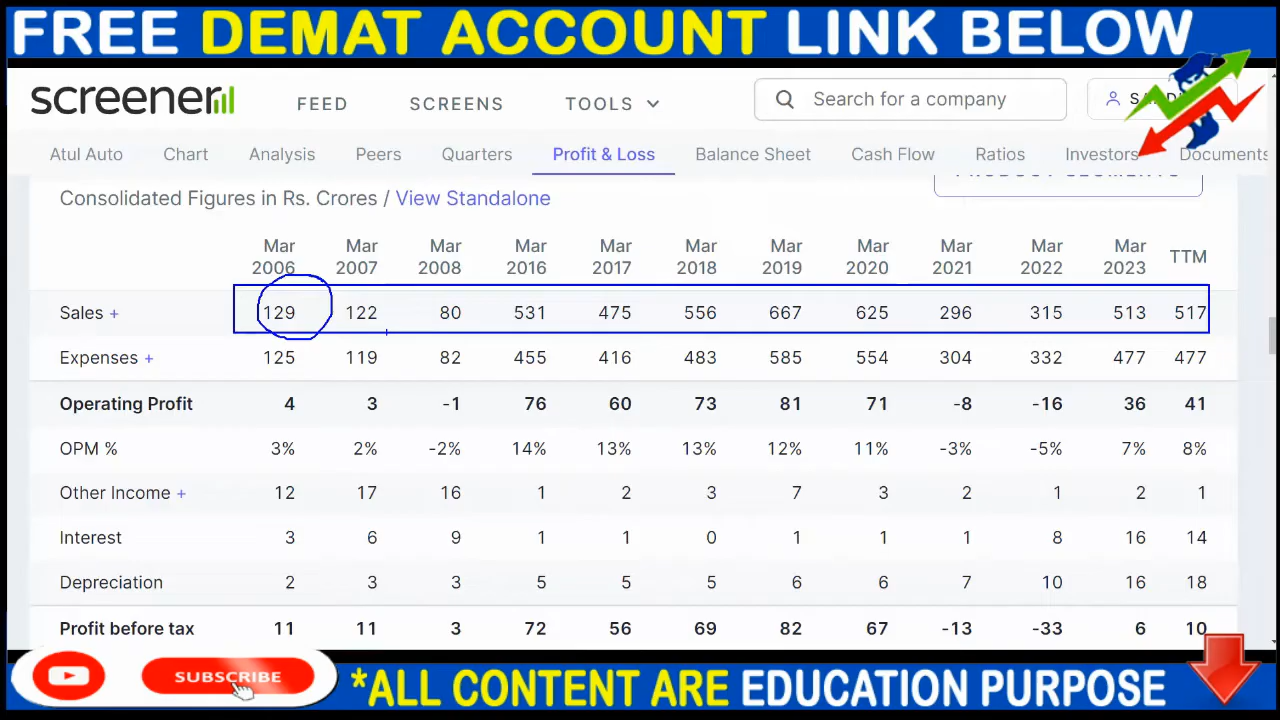 FREE DEMAT ACCOUNT LINK BELOW
screener FEED SCREENS TOOLS Search for a company
Atul Auto Chart Analysis Peers Quarters Profit & Loss Balance Sheet Cash Flow Ratios Investors Documents
PRODUCT SEGMENTS
Consolidated Figures in Rs. Crores / View Standalone
Mar 2006 Mar 2007 Mar 2008 Mar 2016 Mar 2017 Mar 2018 Mar 2019 Mar 2020 Mar 2021 Mar 2022 Mar 2023 TTM
Sales + 129 122 80 531 475 556 667 625 296 315 513 517
Expenses + 125 119 82 455 416 483 585 554 304 332 477 477
Operating Profit 4 3 -1 76 60 73 81 71 -8 -16 36 41
OPM % 3% 2% -2% 14% 13% 13% 12% 11% -3% -5% 7% 8%
Other Income + 12 17 16 1 2 3 7 3 2 1 2 1
Interest 3 6 9 1 1 0 1 1 1 8 16 14
Depreciation 2 3 3 5 5 5 6 6 7 10 16 18
Profit before tax 11 11 3 72 56 69 82 67 -13 -33 6 10
SUBSCRIBE *ALL CONTENT ARE EDUCATION PURPOSE